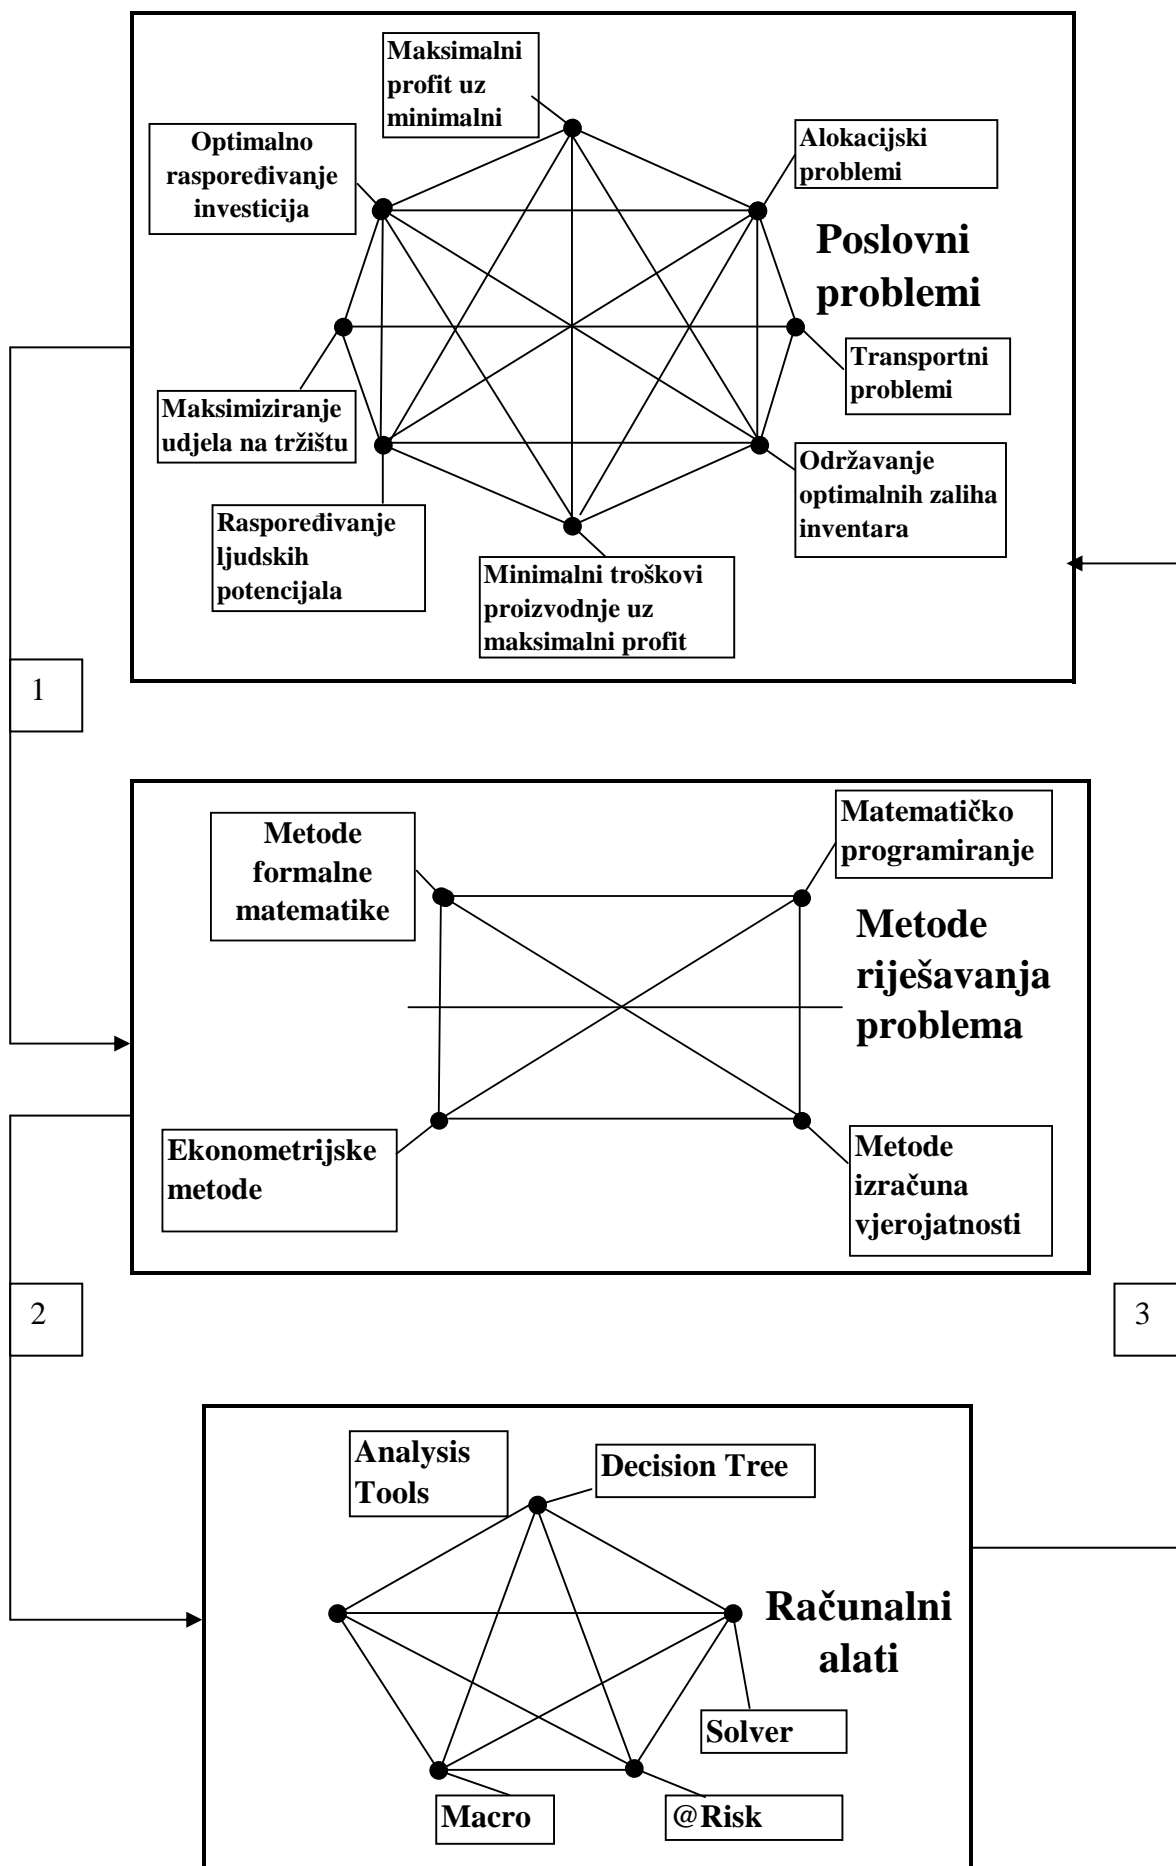 Maksimalni
profit uz
minimalni
Optimalno
raspoređivanje
investicija
Alokacijski
problemi
Poslovni
problemi
Transportni
problemi
Maksimiziranje
udjela na tržištu
Održavanje
optimalnih zaliha
inventara
Raspoređivanje
ljudskih
potencijala
Minimalni troškovi
proizvodnje uz
maksimalni profit
1
Metode
formalne
matematike
Matematičko
programiranje
Metode
riješavanja
problema
Ekonometrijske
metode
Metode
izračuna
vjerojatnosti
2
3
Analysis
Tools
Decision Tree
Računalni
alati
Solver
Macro
@Risk